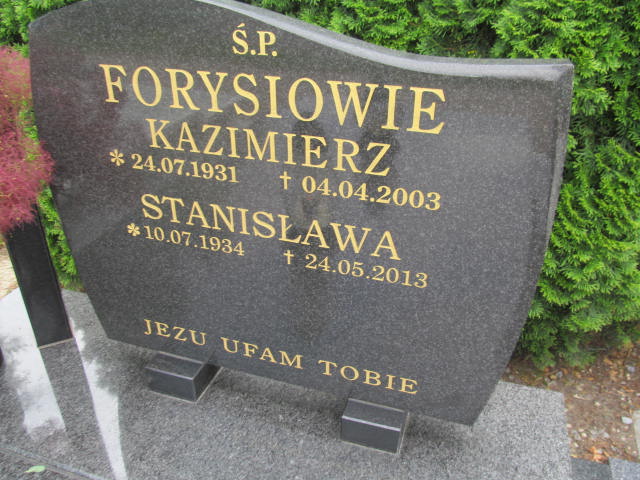 Ś.P.
FORYSIOWIE
KAZIMIERZ
* 24.07.1931 † 04.04.2003
STANISŁAWA
* 10.07.1934 † 24.05.2013
JEZU UFAM TOBIE